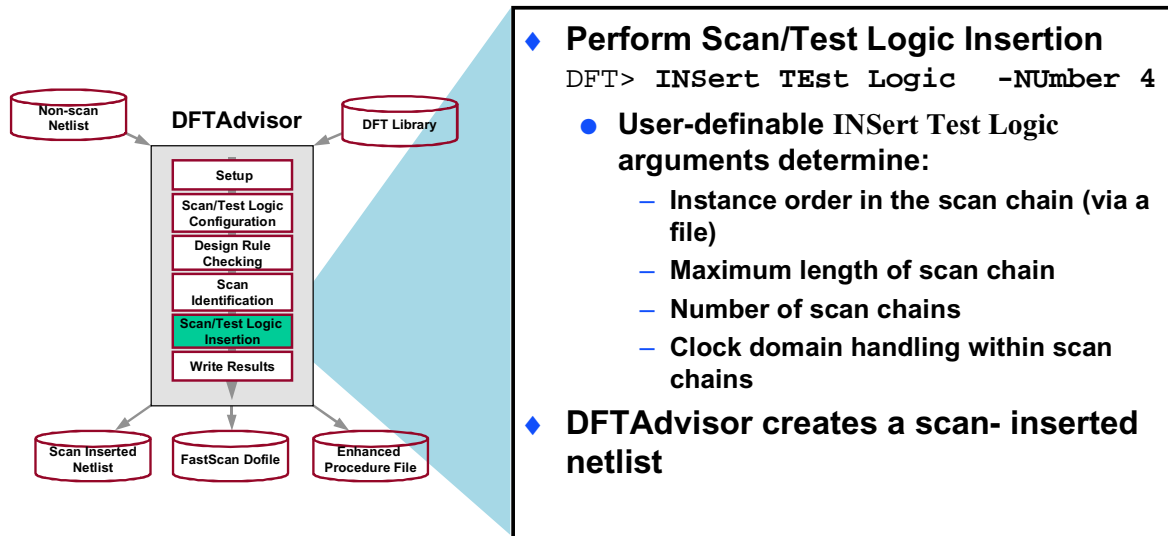 Non-scan
Netlist
DFTAdvisor
DFT Library
Setup
Scan/Test Logic
Configuration
Design Rule
Checking
Scan
Identification
Scan/Test Logic
Insertion
Write Results
Scan Inserted
Netlist
FastScan Dofile
Enhanced
Procedure File
♦ Perform Scan/Test Logic Insertion
DFT> INSert TEst Logic -NUmber 4
● User-definable INSert Test Logic
arguments determine:
– Instance order in the scan chain (via a
file)
– Maximum length of scan chain
– Number of scan chains
– Clock domain handling within scan
chains
♦ DFTAdvisor creates a scan- inserted
netlist